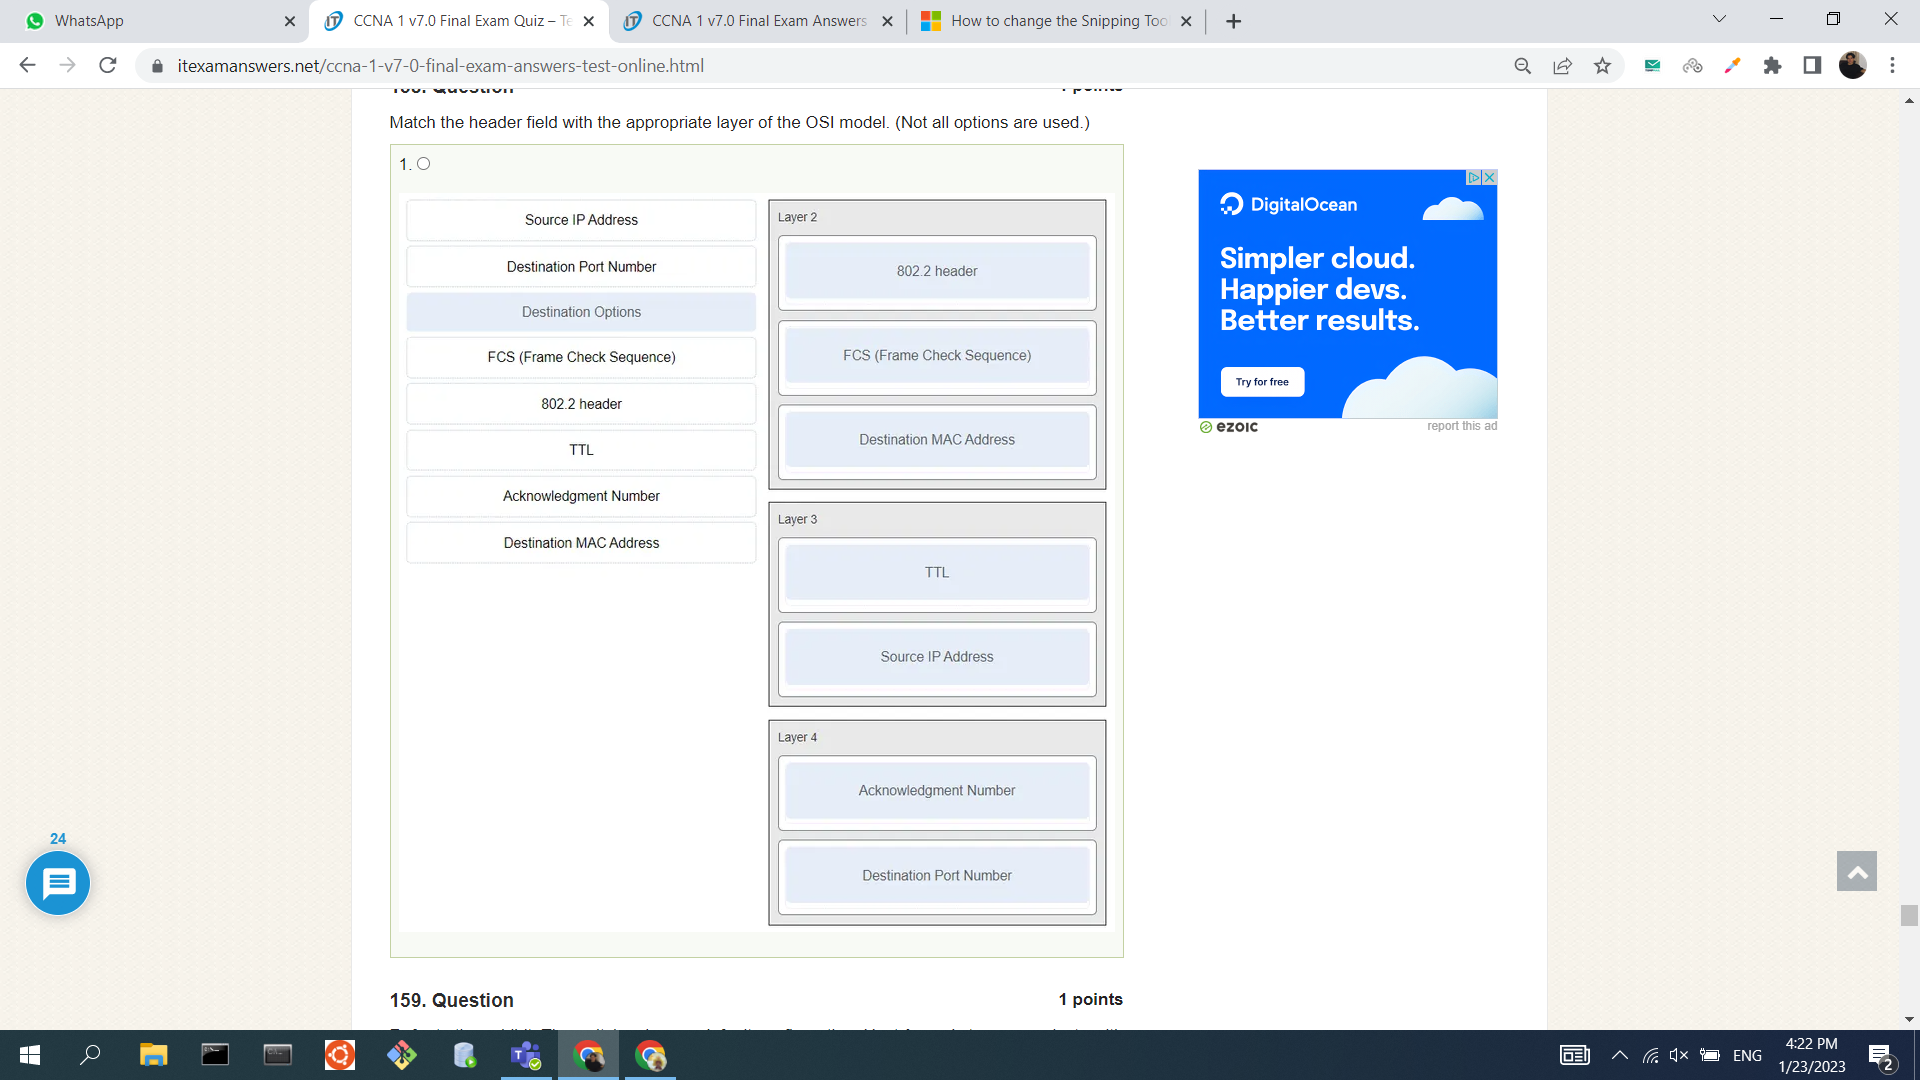 WhatsApp
CCNA 1 v7.0 Final Exam Quiz – Te
CCNA 1 v7.0 Final Exam Answers
How to change the Snipping Too
itexamanswers.net/ccna-1-v7-0-final-exam-answers-test-online.html
Question
1 points
Match the header field with the appropriate layer of the OSI model. (Not all options are used.)
1.
Source IP Address
Destination Port Number
Destination Options
FCS (Frame Check Sequence)
802.2 header
TTL
Acknowledgment Number
Destination MAC Address
Layer 2
802.2 header
FCS (Frame Check Sequence)
Destination MAC Address
Layer 3
TTL
Source IP Address
Layer 4
Acknowledgment Number
Destination Port Number
DigitalOcean
Simpler cloud.
Happier devs.
Better results.
Try for free
ezoic
report this ad
24
159. Question
1 points
ENG
4:22 PM
1/23/2023
2